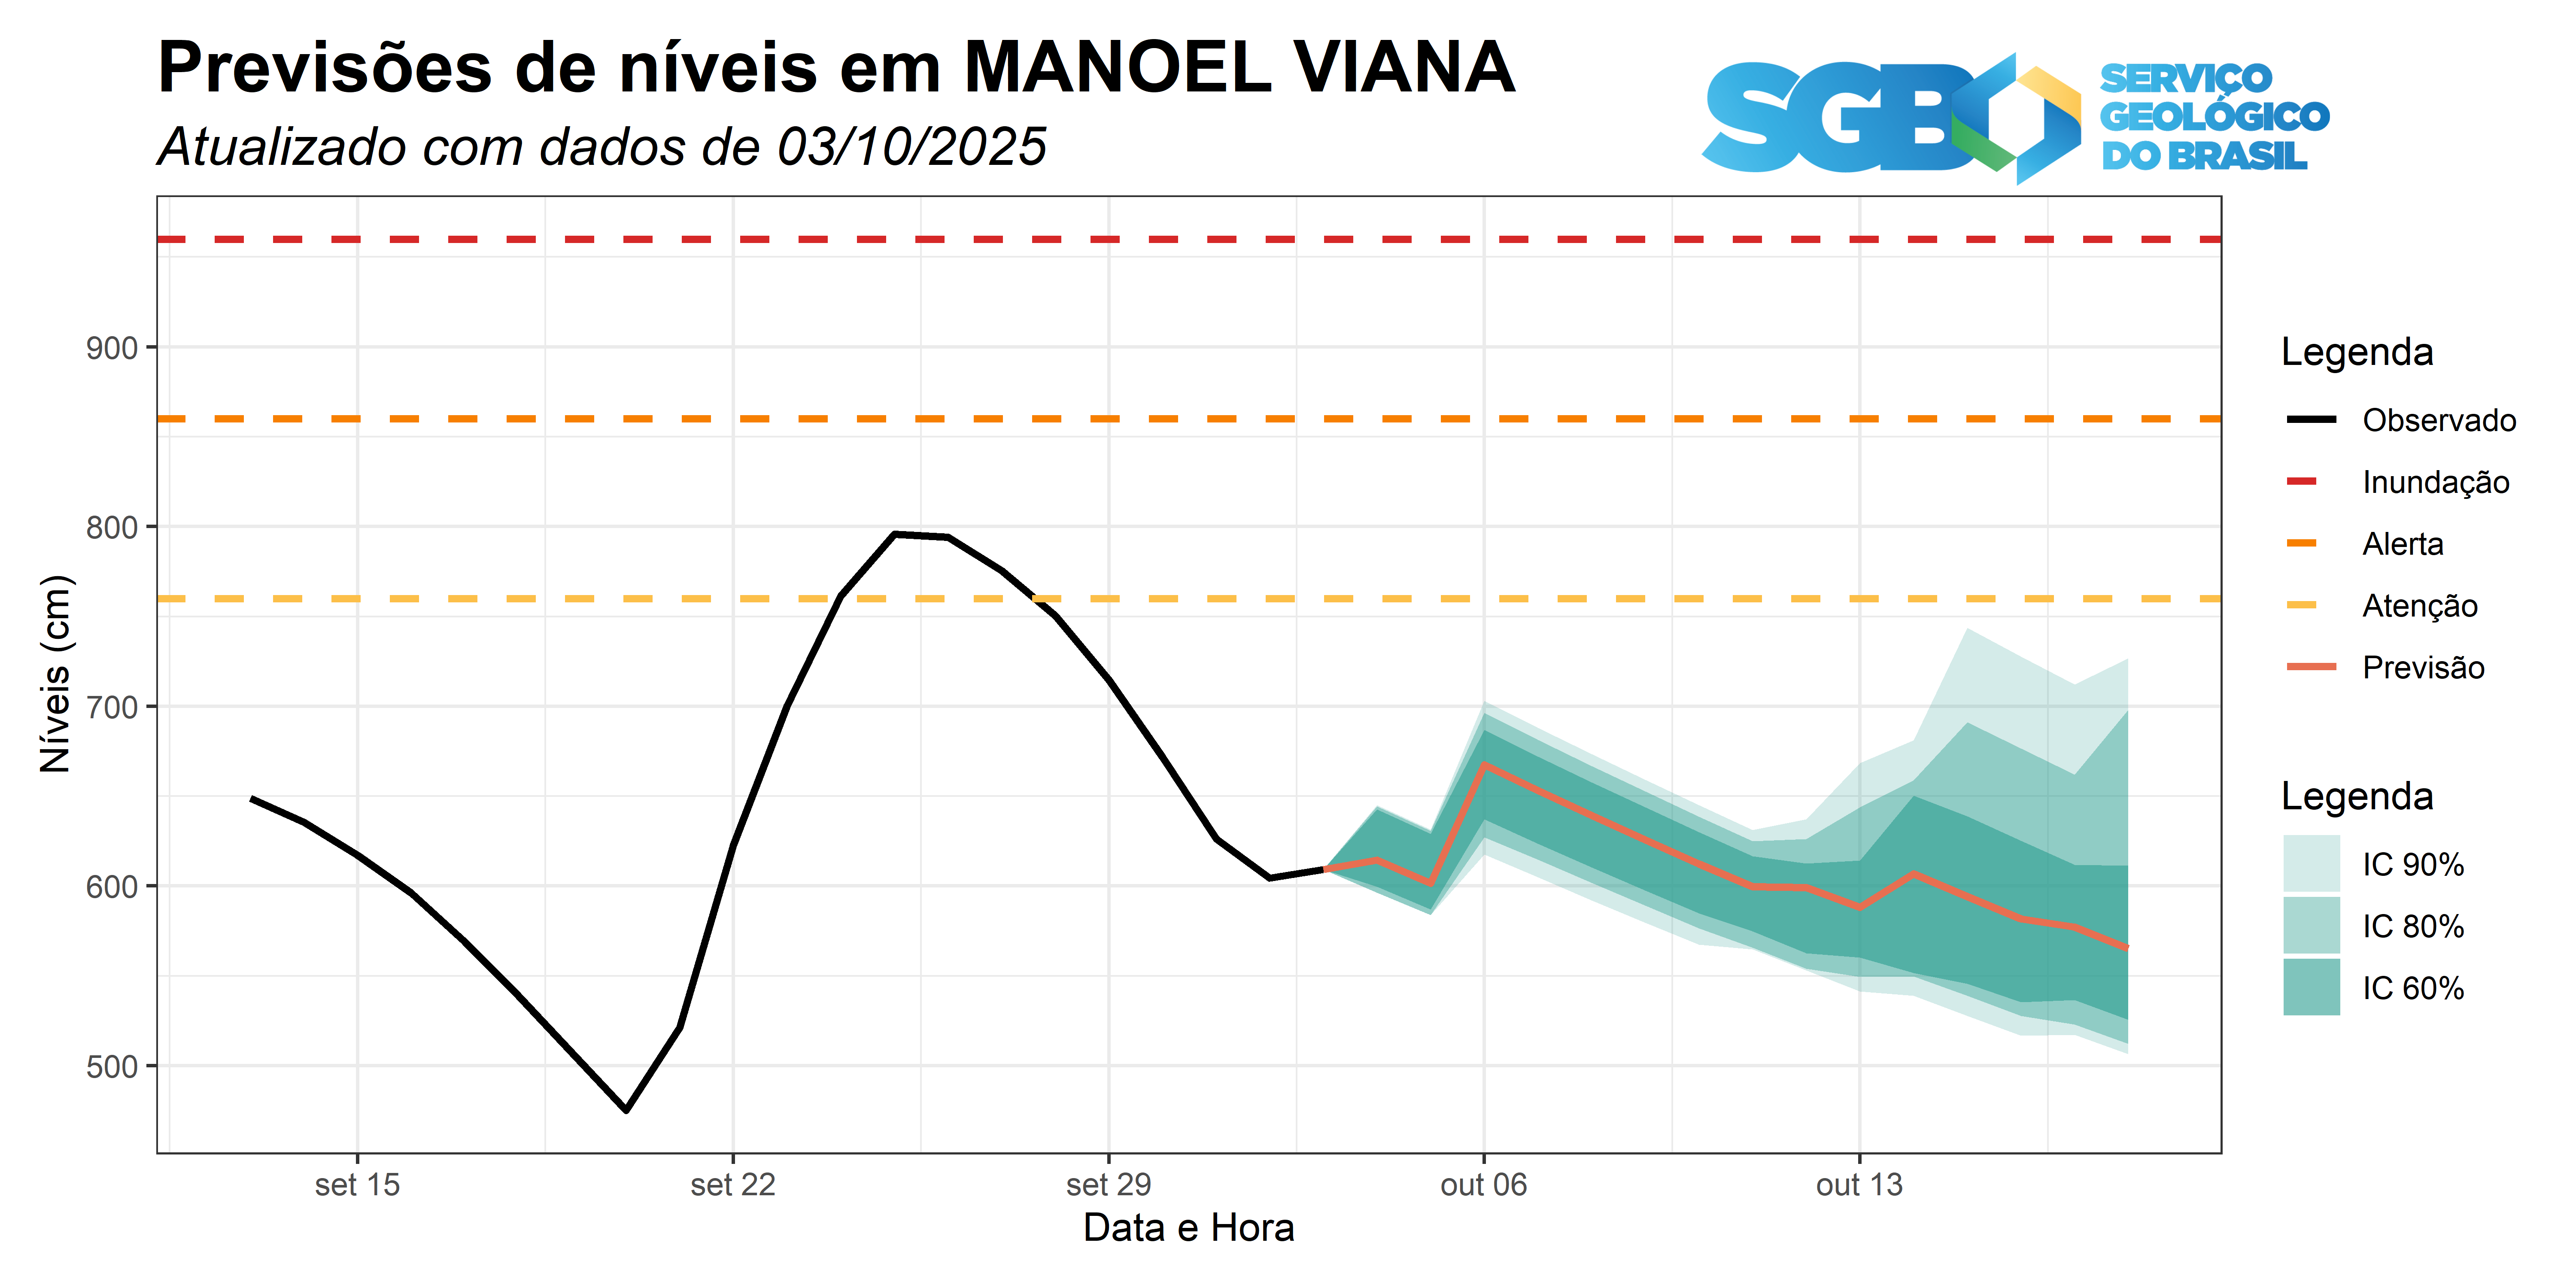 Previsões de níveis em MANOEL VIANA
Atualizado com dados de 03/10/2025
SGB
SERVIÇO
GEOLÓGICO
DO BRASIL
Níveis (cm)
900
800
700
600
500
set 15
set 22
set 29
out 06
out 13
Data e Hora
Legenda
Observado
Inundação
Alerta
Atenção
Previsão
Legenda
IC 90%
IC 80%
IC 60%